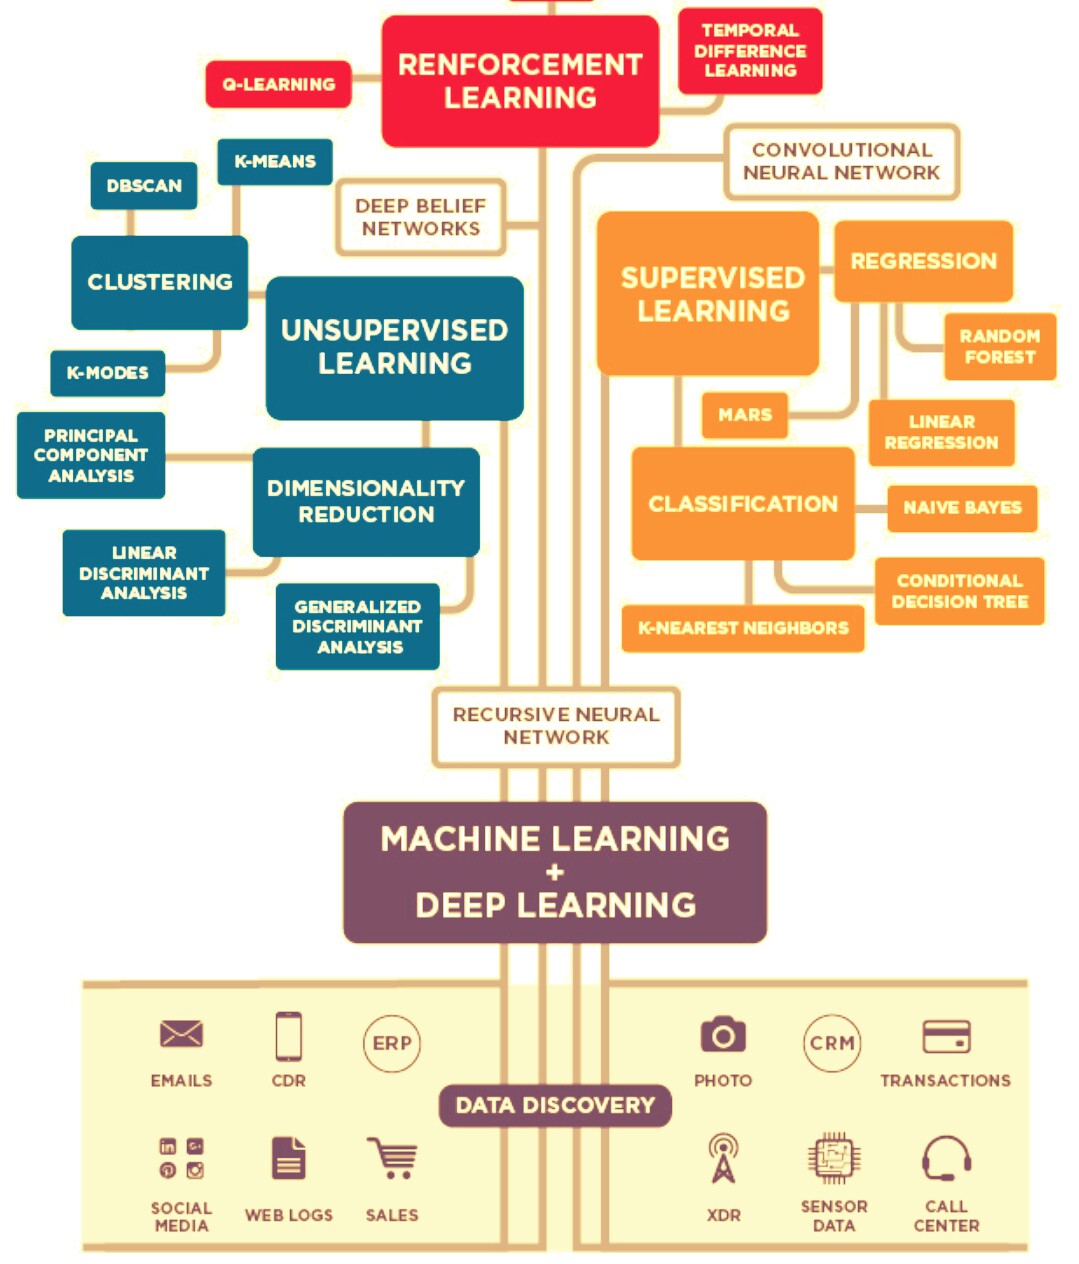 TEMPORAL
DIFFERENCE
LEARNING
RENFORCEMENT
LEARNING
Q-LEARNING
K-MEANS
DBSCAN
CONVOLUTIONAL
NEURAL NETWORK
DEEP BELIEF
NETWORKS
CLUSTERING
SUPERVISED
LEARNING
REGRESSION
UNSUPERVISED
LEARNING
RANDOM
FOREST
K-MODES
MARS
LINEAR
REGRESSION
PRINCIPAL
COMPONENT
ANALYSIS
DIMENSIONALITY
REDUCTION
CLASSIFICATION
NAIVE BAYES
LINEAR
DISCRIMINANT
ANALYSIS
CONDITIONAL
DECISION TREE
GENERALIZED
DISCRIMINANT
ANALYSIS
K-NEAREST NEIGHBORS
RECURSIVE NEURAL
NETWORK
MACHINE LEARNING
+
DEEP LEARNING
ERP
CRM
EMAILS
CDR
PHOTO
TRANSACTIONS
DATA DISCOVERY
in
G+
SOCIAL
MEDIA
WEB LOGS
SALES
XDR
SENSOR
DATA
CALL
CENTER